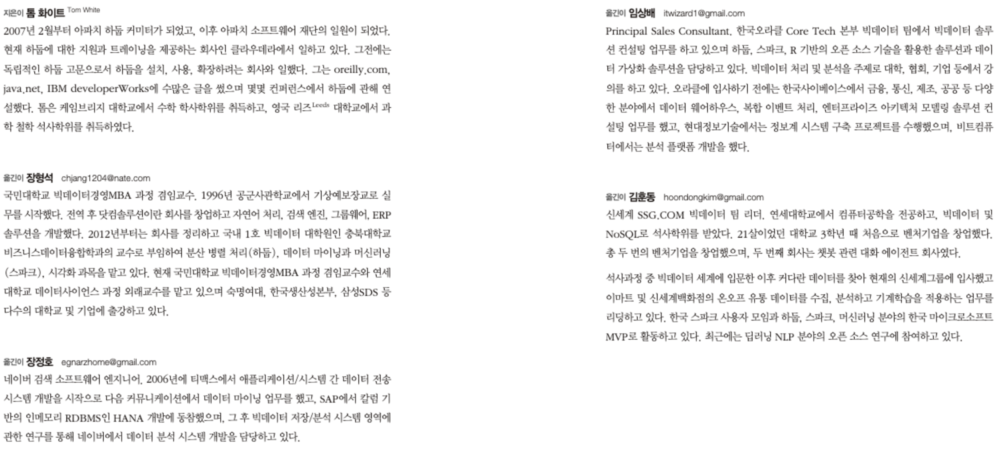 지은이 톰 화이트 Tom White
2007년 2월부터 아파치 하둡 커미터가 되었고, 이후 아파치 소프트웨어 재단의 일원이 되었다.
현재 하둡에 대한 지원과 트레이닝을 제공하는 회사인 클라우데라에서 일하고 있다. 그전에는
독립적인 하둡 고문으로서 하둡을 설치, 사용, 확장하려는 회사와 일했다. 그는 oreilly.com,
java.net, IBM developerWorks에 수많은 글을 썼으며 몇몇 컨퍼런스에서 하둡에 관해 연
설했다. 톰은 케임브리지 대학교에서 수학 학사학위를 취득하고, 영국 리즈Leeds 대학교에서 과
학 철학 석사학위를 취득하였다.
옮긴이 장형석 chjang1204@nate.com
국민대학교 빅데이터경영MBA 과정 겸임교수. 1996년 공군사관학교에서 기상예보장교로 실
무를 시작했다. 전역 후 닷컴솔루션이란 회사를 창업하고 자연어 처리, 검색 엔진, 그룹웨어, ERP
솔루션을 개발했다. 2012년부터는 회사를 정리하고 국내 1호 빅데이터 대학원인 충북대학교
비즈니스데이터융합학과의 교수로 부임하여 분산 병렬 처리(하둡), 데이터 마이닝과 머신러닝
(스파크), 시각화 과목을 맡고 있다. 현재 국민대학교 빅데이터경영MBA 과정 겸임교수와 연세
대학교 데이터사이언스 과정 외래교수를 맡고 있으며 숙명여대, 한국생산성본부, 삼성SDS 등
다수의 대학교 및 기업에 출강하고 있다.
옮긴이 장정호 egnarzhome@gmail.com
네이버 검색 소프트웨어 엔지니어. 2006년에 티맥스에서 애플리케이션/시스템 간 데이터 전송
시스템 개발을 시작으로 다음 커뮤니케이션에서 데이터 마이닝 업무를 했고, SAP에서 칼럼 기
반의 인메모리 RDBMS인 HANA 개발에 동참했으며, 그 후 빅데이터 저장/분석 시스템 영역에
관한 연구를 통해 네이버에서 데이터 분석 시스템 개발을 담당하고 있다.
옮긴이 임상배 itwizard1@gmail.com
Principal Sales Consultant. 한국오라클 Core Tech 본부 빅데이터 팀에서 빅데이터 솔루
션 컨설팅 업무를 하고 있으며 하둡, 스파크, R 기반의 오픈 소스 기술을 활용한 솔루션과 데이
터 가상화 솔루션을 담당하고 있다. 빅데이터 처리 및 분석을 주제로 대학, 협회, 기업 등에서 강
의를 하고 있다. 오라클에 입사하기 전에는 한국사이베이스에서 금융, 통신, 제조, 공공 등 다양
한 분야에서 데이터 웨어하우스, 복합 이벤트 처리, 엔터프라이즈 아키텍처 모델링 솔루션 컨
설팅 업무를 했고, 현대정보기술에서는 정보계 시스템 구축 프로젝트를 수행했으며, 비트컴퓨
터에서는 분석 플랫폼 개발을 했다.
옮긴이 김훈동 hoondongkim@gmail.com
신세계 SSG.COM 빅데이터 팀 리더. 연세대학교에서 컴퓨터공학을 전공하고, 빅데이터 및
NoSQL로 석사학위를 받았다. 21살이었던 대학교 3학년 때 처음으로 벤처기업을 창업했다.
총 두 번의 벤처기업을 창업했으며, 두 번째 회사는 챗봇 관련 대화 에이전트 회사였다.
석사과정 중 빅데이터 세계에 입문한 이후 커다란 데이터를 찾아 현재의 신세계그룹에 입사했고
이마트 및 신세계백화점의 온오프 유통 데이터를 수집, 분석하고 기계학습을 적용하는 업무를
리딩하고 있다. 한국 스파크 사용자 모임과 하둡, 스파크, 머신러닝 분야의 한국 마이크로소프트
MVP로 활동하고 있다. 최근에는 딥러닝 NLP 분야의 오픈 소스 연구에 참여하고 있다.